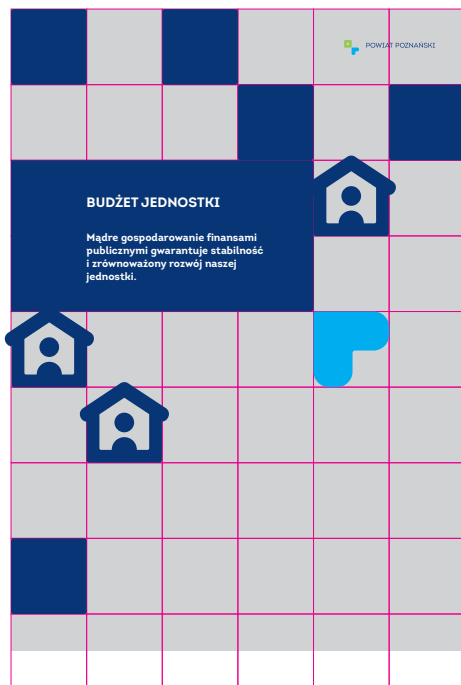 POWIAT POZNAŃSKI
BUDŻET JEDNOSTKI
Mądre gospodarowanie finansami
publicznymi gwarantuje stabilność
i zrównoważony rozwój naszej
jednostki.